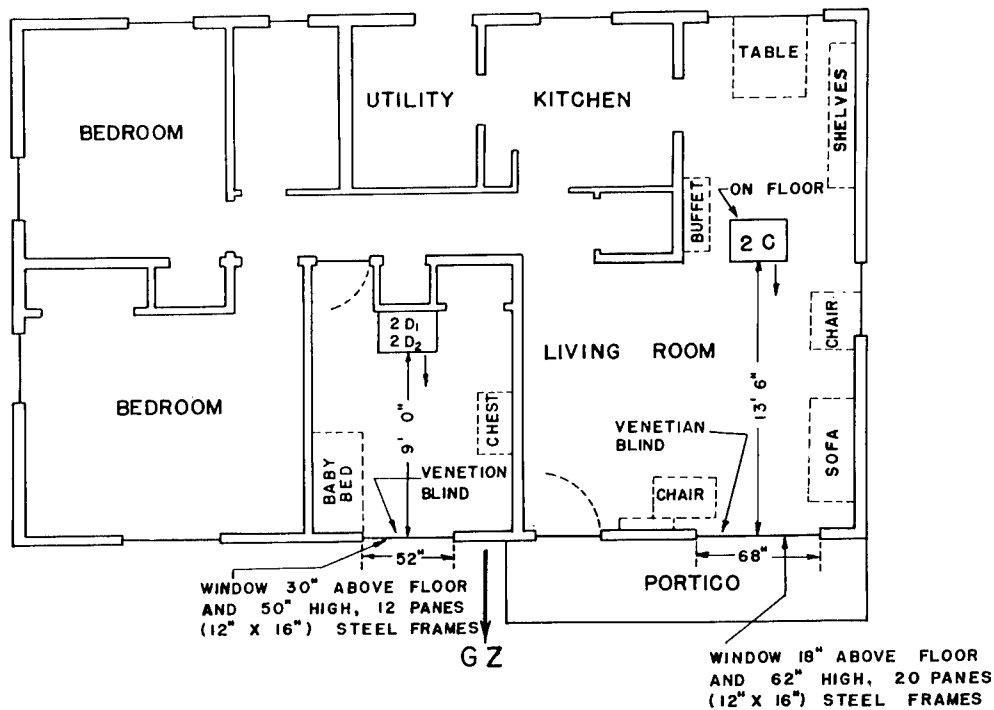 TABLE
SHELVES
BEDROOM
UTILITY
KITCHEN
BUFFET
ON FLOOR
2 C
2 D₁
2 D₂
LIVING ROOM
CHAIR
13' 6"
BEDROOM
9' 0"
CHEST
VENETIAN
BLIND
SOFA
BABY
BED
VENETION
BLIND
CHAIR
52"
68"
PORTICO
WINDOW 30" ABOVE FLOOR
AND 50" HIGH, 12 PANES
(12" X 16") STEEL FRAMES
GZ
WINDOW 18" ABOVE FLOOR
AND 62" HIGH, 20 PANES
(12" X 16") STEEL FRAMES